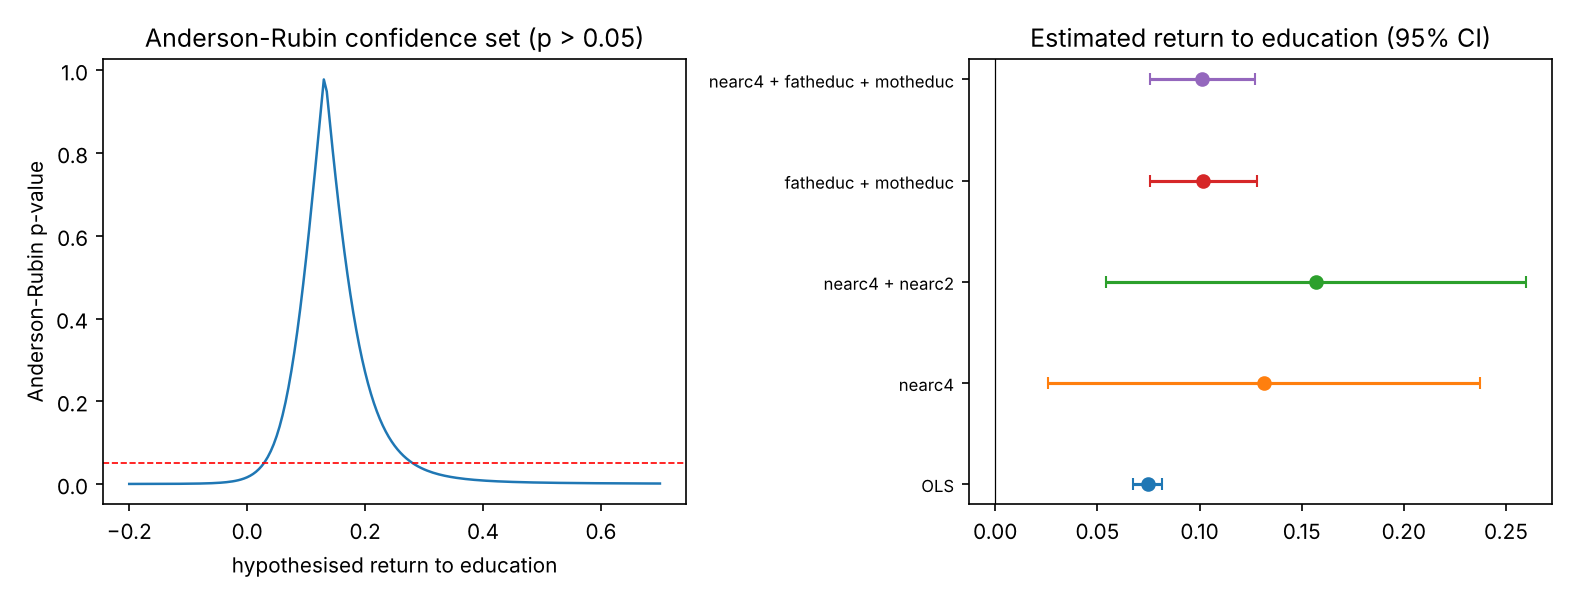 Anderson-Rubin confidence set (p > 0.05)
Anderson-Rubin p-value
1.0
0.8
0.6
0.4
0.2
0.0
−0.2
0.0
0.2
0.4
0.6
hypothesised return to education
Estimated return to education (95% CI)
nearc4 + fatheduc + motheduc
fatheduc + motheduc
nearc4 + nearc2
nearc4
OLS
0.00
0.05
0.10
0.15
0.20
0.25